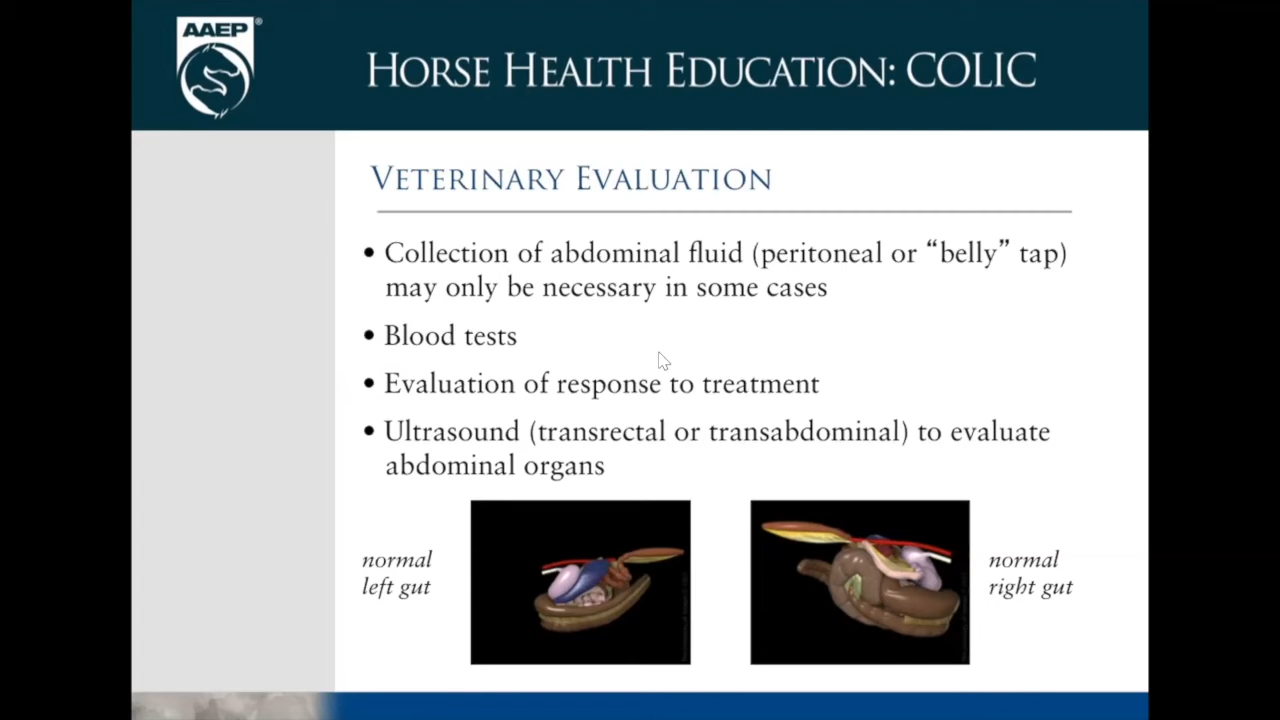 AAEP®
HORSE HEALTH EDUCATION: COLIC
VETERINARY EVALUATION
• Collection of abdominal fluid (peritoneal or “belly” tap)
may only be necessary in some cases
• Blood tests
• Evaluation of response to treatment
• Ultrasound (transrectal or transabdominal) to evaluate
abdominal organs
normal
left gut
normal
right gut